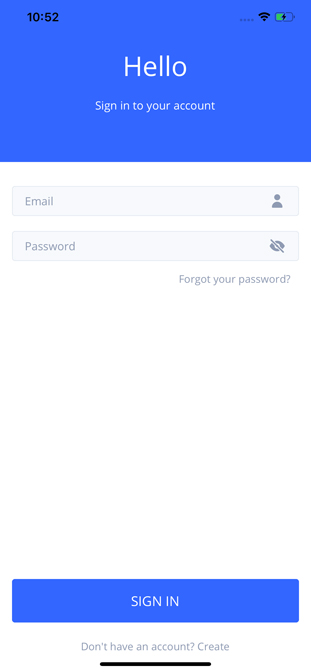 10:52
Hello
Sign in to your account
Email
Password
Forgot your password?
SIGN IN
Don't have an account? Create